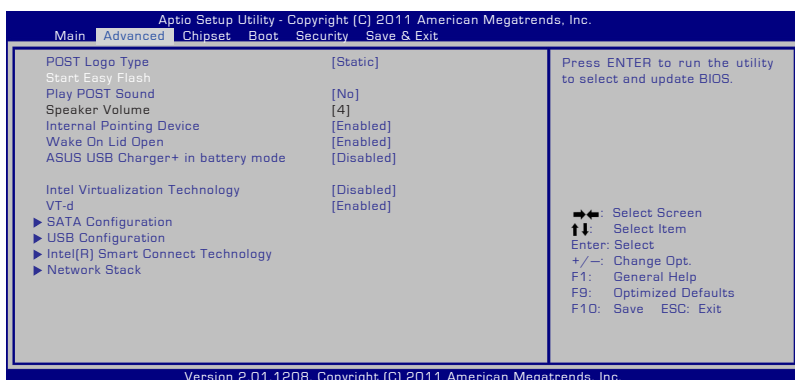 Aptio Setup Utility - Copyright (C) 2011 American Megatrends, Inc.
Main Advanced Chipset Boot Security Save & Exit
POST Logo Type [Static]
Start Easy Flash
Play POST Sound [No]
Speaker Volume [4]
Internal Pointing Device [Enabled]
Wake On Lid Open [Enabled]
ASUS USB Charger+ in battery mode [Disabled]
Intel Virtualization Technology [Disabled]
VT-d [Enabled]
▶ SATA Configuration
▶ USB Configuration
▶ Intel(R) Smart Connect Technology
▶ Network Stack
Press ENTER to run the utility
to select and update BIOS.
→←: Select Screen
↑↓: Select Item
Enter: Select
+/—: Change Opt.
F1: General Help
F9: Optimized Defaults
F10: Save ESC: Exit
Version 2.01.1208. Copyright (C) 2011 American Megatrends, Inc.